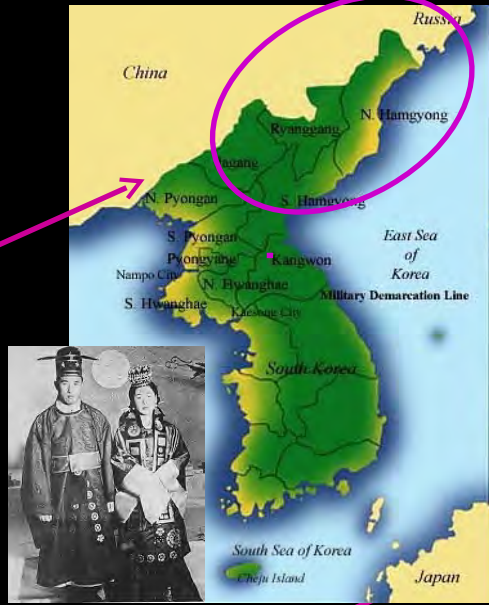 Russia
China
N. Hamgyong
Ryanggang
Jagang
N. Pyongan
S. Hamgyong
S. Pyongan
East Sea
of
Korea
Pyongyang
Kangwon
Nampo City
N. Hwanghae
Military Demarcation Line
S. Hwanghae
Kaesong City
South Korea
South Sea of Korea
Cheju Island
Japan